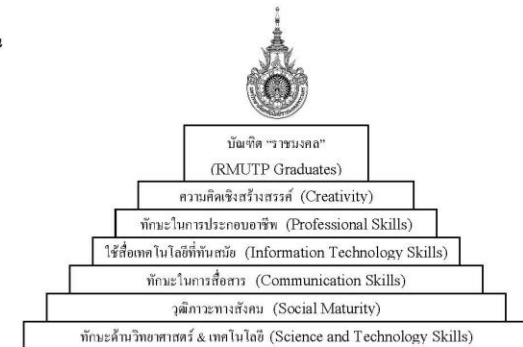 บัณฑิต "ราชมงคล"
(RMUTP Graduates)
ความคิดเชิงสร้างสรรค์ (Creativity)
ทักษะในการประกอบอาชีพ (Professional Skills)
ใช้สื่อเทคโนโลยีที่ทันสมัย (Information Technology Skills)
ทักษะในการสื่อสาร (Communication Skills)
วุฒิภาวะทางสังคม (Social Maturity)
ทักษะด้านวิทยาศาสตร์ & เทคโนโลยี (Science and Technology Skills)